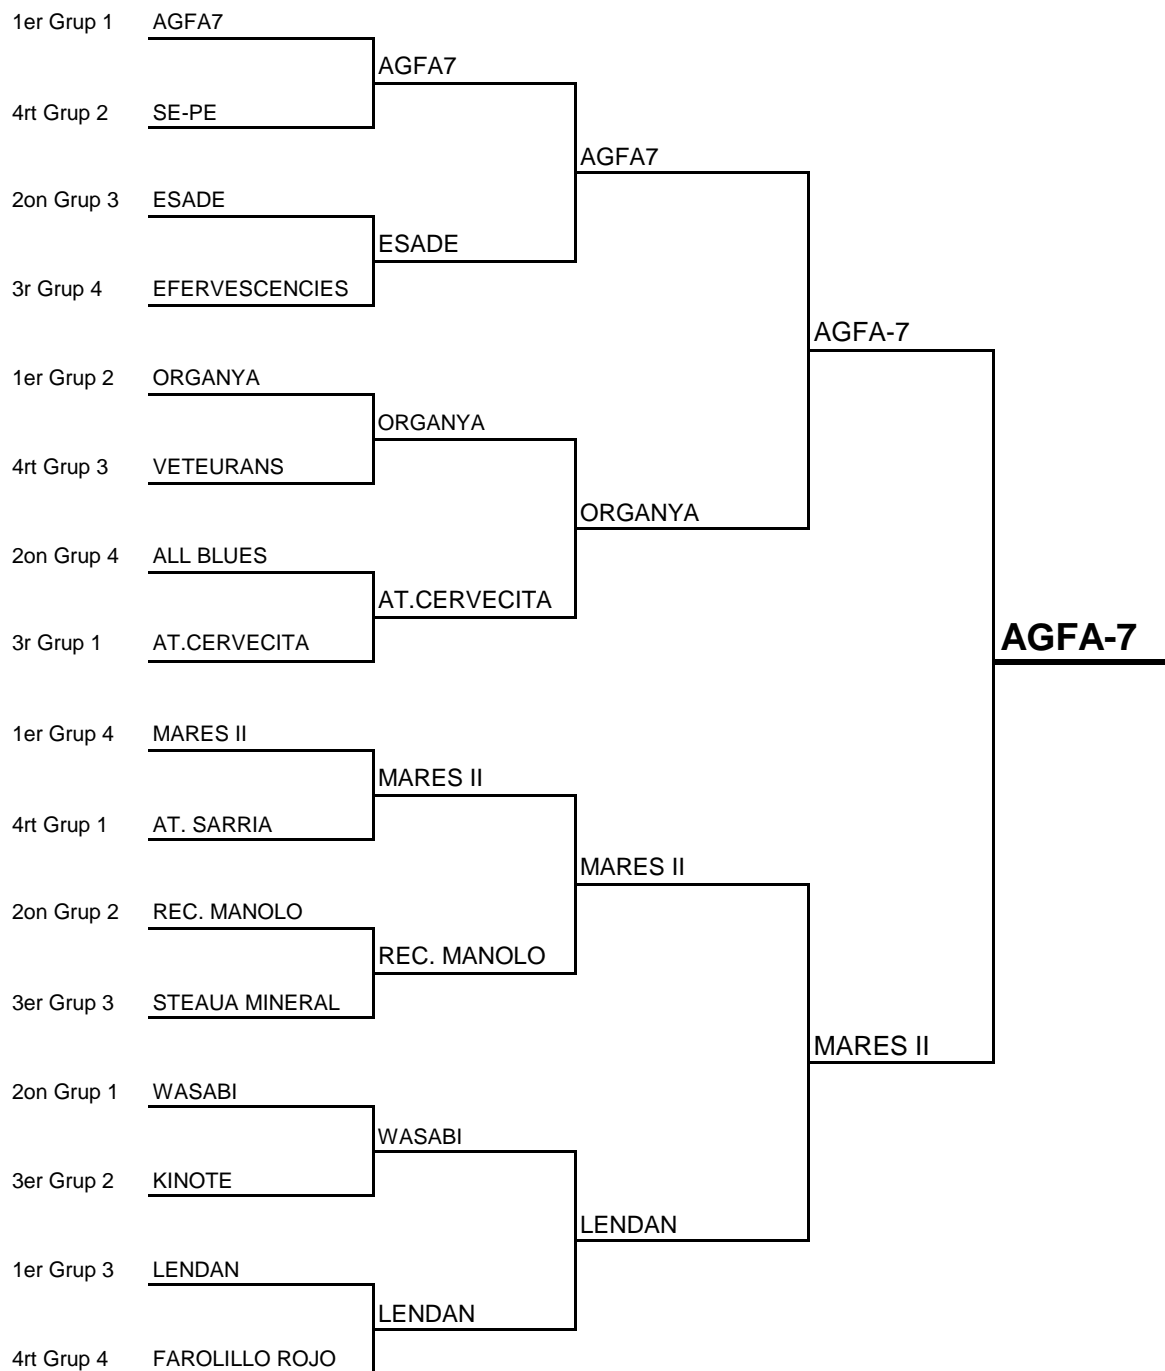 1er Grup 1 AGFA7
AGFA7
4rt Grup 2 SE-PE
AGFA7
2on Grup 3 ESADE
ESADE
3r Grup 4 EFERVESCENCIES
AGFA-7
1er Grup 2 ORGANYA
ORGANYA
4rt Grup 3 VETEURANS
ORGANYA
2on Grup 4 ALL BLUES
AT.CERVECITA
3r Grup 1 AT.CERVECITA
AGFA-7
1er Grup 4 MARES II
MARES II
4rt Grup 1 AT. SARRIA
MARES II
2on Grup 2 REC. MANOLO
REC. MANOLO
3er Grup 3 STEAUA MINERAL
MARES II
2on Grup 1 WASABI
WASABI
3er Grup 2 KINOTE
LENDAN
1er Grup 3 LENDAN
LENDAN
4rt Grup 4 FAROLILLO ROJO